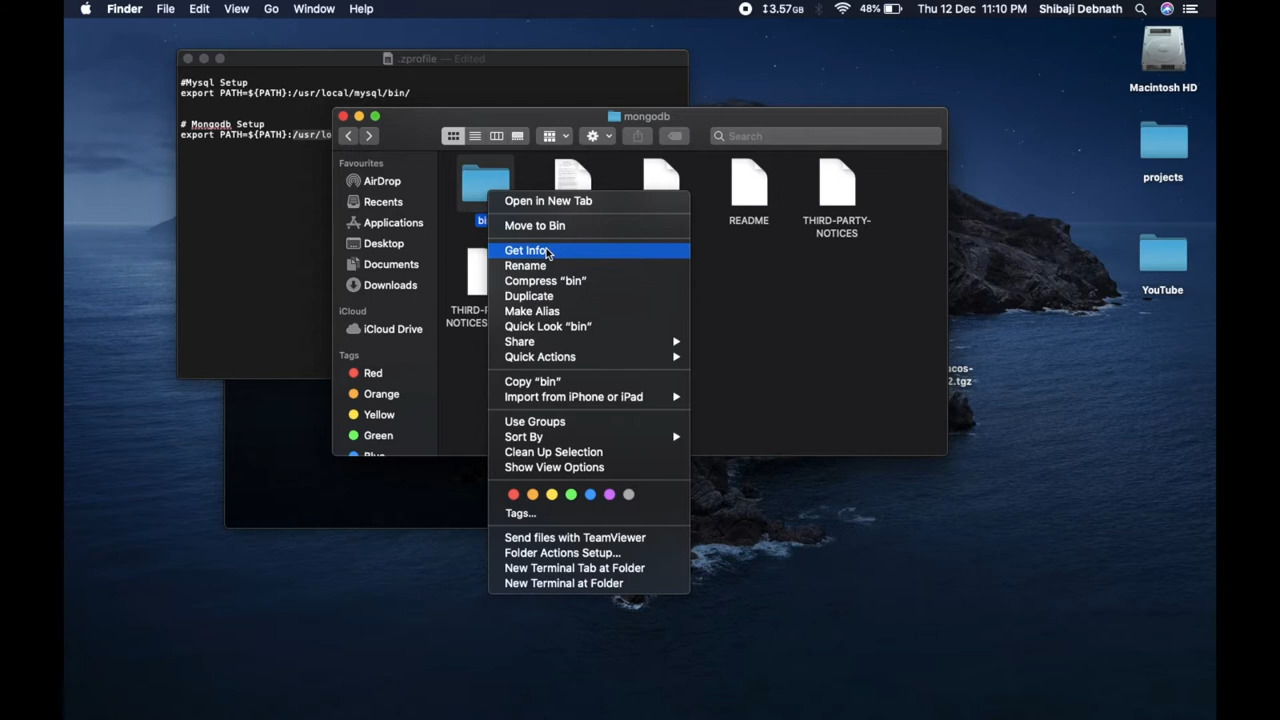 Finder File Edit View Go Window Help
3.57GB 48% Thu 12 Dec 11:10 PM Shibaji Debnath
.zprofile — Edited
#Mysql Setup
export PATH=${PATH}:/usr/local/mysql/bin/
# Mongodb Setup
export PATH=${PATH}:/usr/lo
mongodb
Search
Favourites
AirDrop
Recents
Applications
Desktop
Documents
Downloads
iCloud
iCloud Drive
Tags
Red
Orange
Yellow
Green
Blue
bi
README
THIRD-PARTY-
NOTICES
THIRD-P
NOTICES
Open in New Tab
Move to Bin
Get Info
Rename
Compress “bin”
Duplicate
Make Alias
Quick Look “bin”
Share
Quick Actions
Copy “bin”
Import from iPhone or iPad
Use Groups
Sort By
Clean Up Selection
Show View Options
Tags...
Send files with TeamViewer
Folder Actions Setup...
New Terminal Tab at Folder
New Terminal at Folder
Macintosh HD
projects
YouTube
acos-
2.tgz